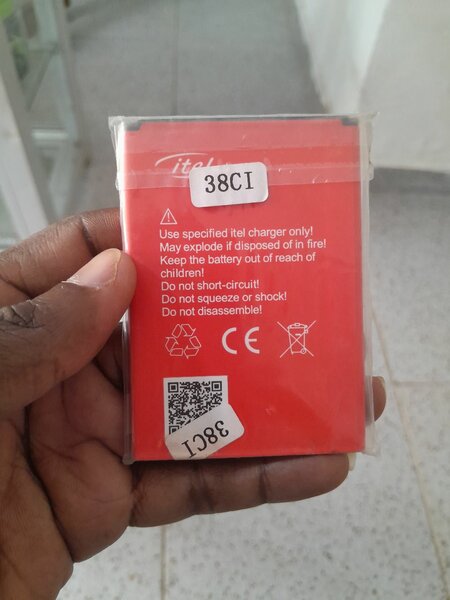 itel
38CI
Use specified itel charger only!
May explode if disposed of in fire!
Keep the battery out of reach of
children!
Do not short-circuit!
Do not squeeze or shock!
Do not disassemble!
CE
38CI